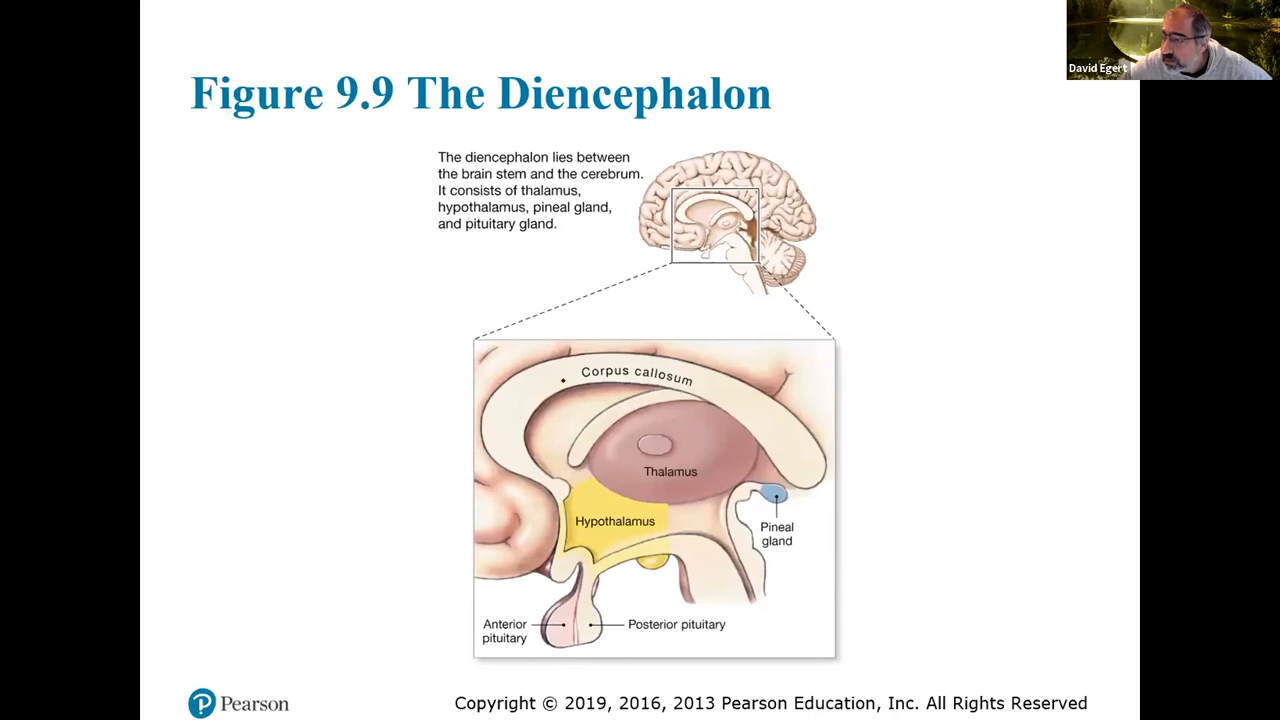 David Egert
Figure 9.9 The Diencephalon
The diencephalon lies between
the brain stem and the cerebrum.
It consists of thalamus,
hypothalamus, pineal gland,
and pituitary gland.
Corpus callosum
Thalamus
Hypothalamus
Pineal
gland
Anterior
pituitary
Posterior pituitary
P Pearson
Copyright © 2019, 2016, 2013 Pearson Education, Inc. All Rights Reserved